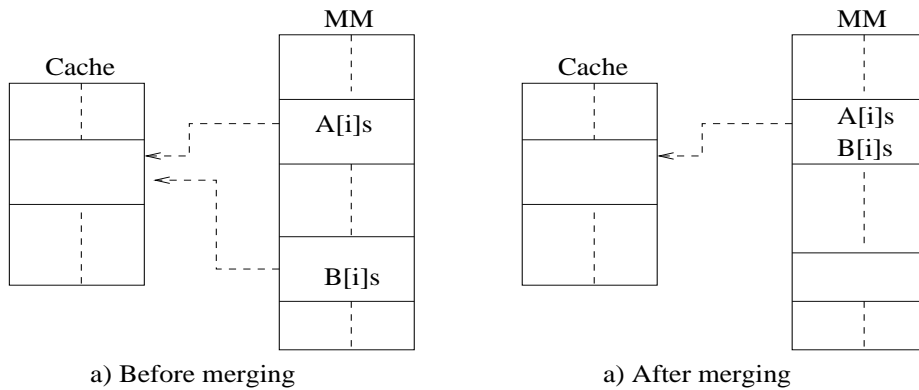 MM
Cache
A[i]s
B[i]s
a) Before merging
MM
Cache
A[i]s
B[i]s
a) After merging